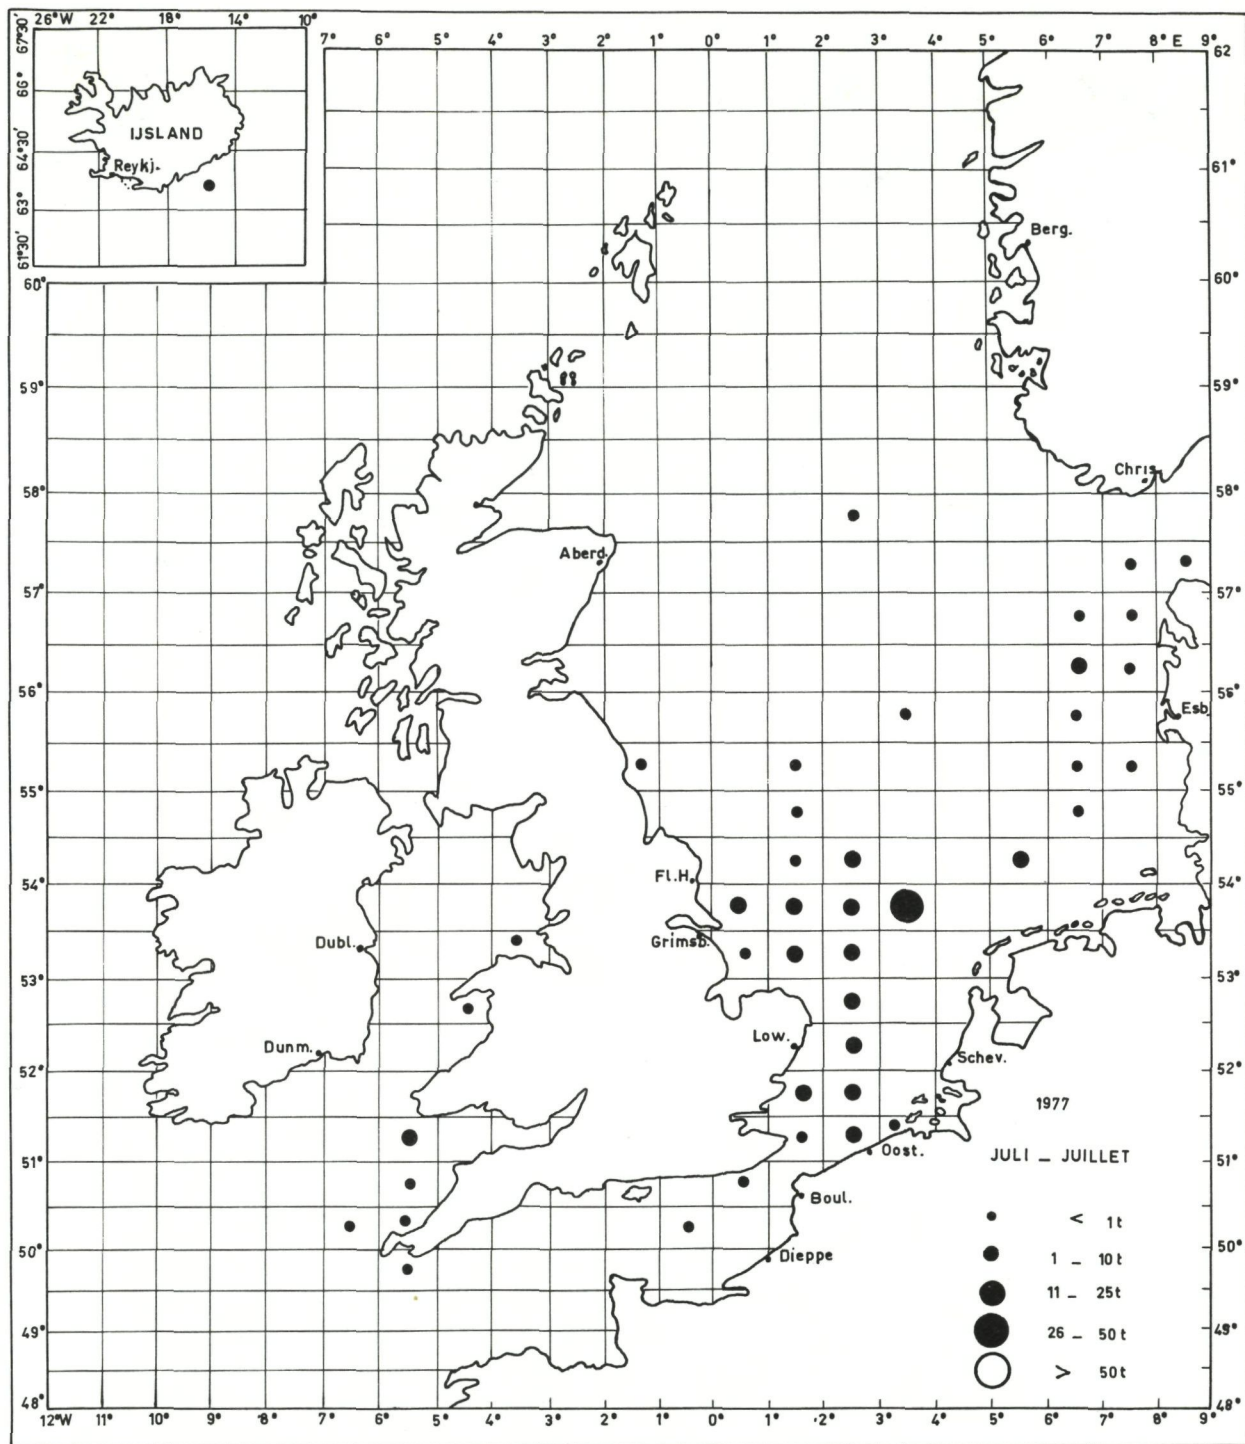 26°W 22° 18° 14° 10°
67°30' 66° 64°30' 63° 61°30'
IJSLAND
Reykj.
7° 6° 5° 4° 3° 2° 1° 0° 1° 2° 3° 4° 5° 6° 7° 8° E 9°
62
61° 61°
Berg.
60° 60°
59° 59°
Chris
58° 58°
Aberd.
57° 57°
56° 56°
Esb
55° 55°
54° 54°
Fl.H.
Dubl.
Grimsb.
53° 53°
Low.
Dunm.
Schev.
52° 52°
1977
Oost.
JULI _ JUILLET
51° 51°
Boul.
< 1t
50° 50°
Dieppe
1 _ 10t
11 _ 25t
49° 49°
26 _ 50t
> 50t
48° 48°
12°W 11° 10° 9° 8° 7° 6° 5° 4° 3° 2° 1° 0° 1° 2° 3° 4° 5° 6° 7° 8° 9°